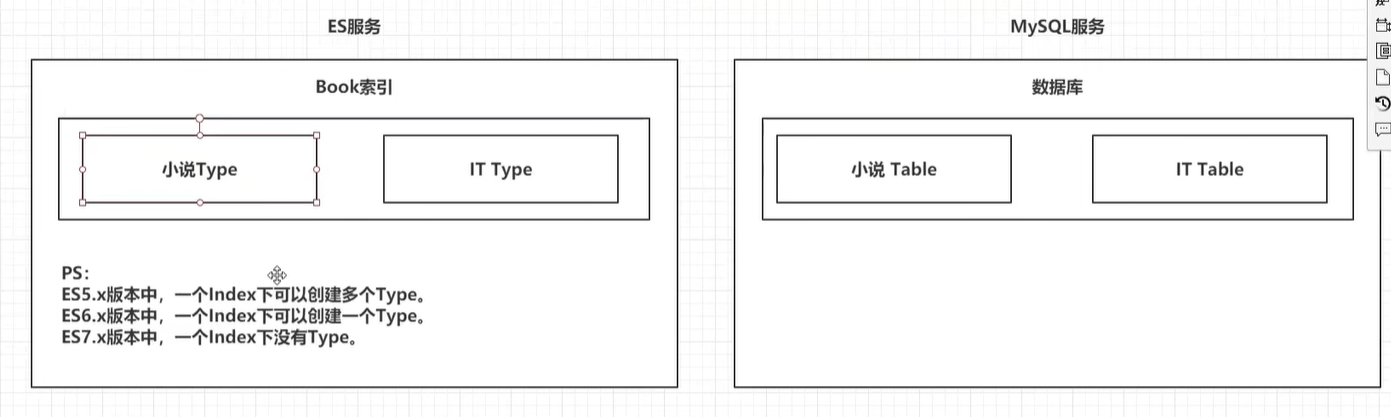 ES服务
Book索引
小说Type
IT Type
PS：
ES5.x版本中，一个Index下可以创建多个Type。
ES6.x版本中，一个Index下可以创建一个Type。
ES7.x版本中，一个Index下没有Type。
MySQL服务
数据库
小说 Table
IT Table